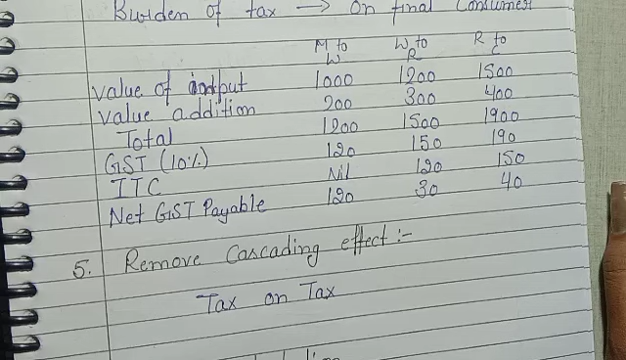 Burden of tax → On final Consumer
M to W W to R R to C
Value of input 1000 1200 1500
Value addition 200 300 400
Total 1200 1500 1900
GST (10%) 120 150 190
ITC Nil 120 150
Net GST Payable 120 30 40
5. Remove Cascading effect :-
Tax on Tax